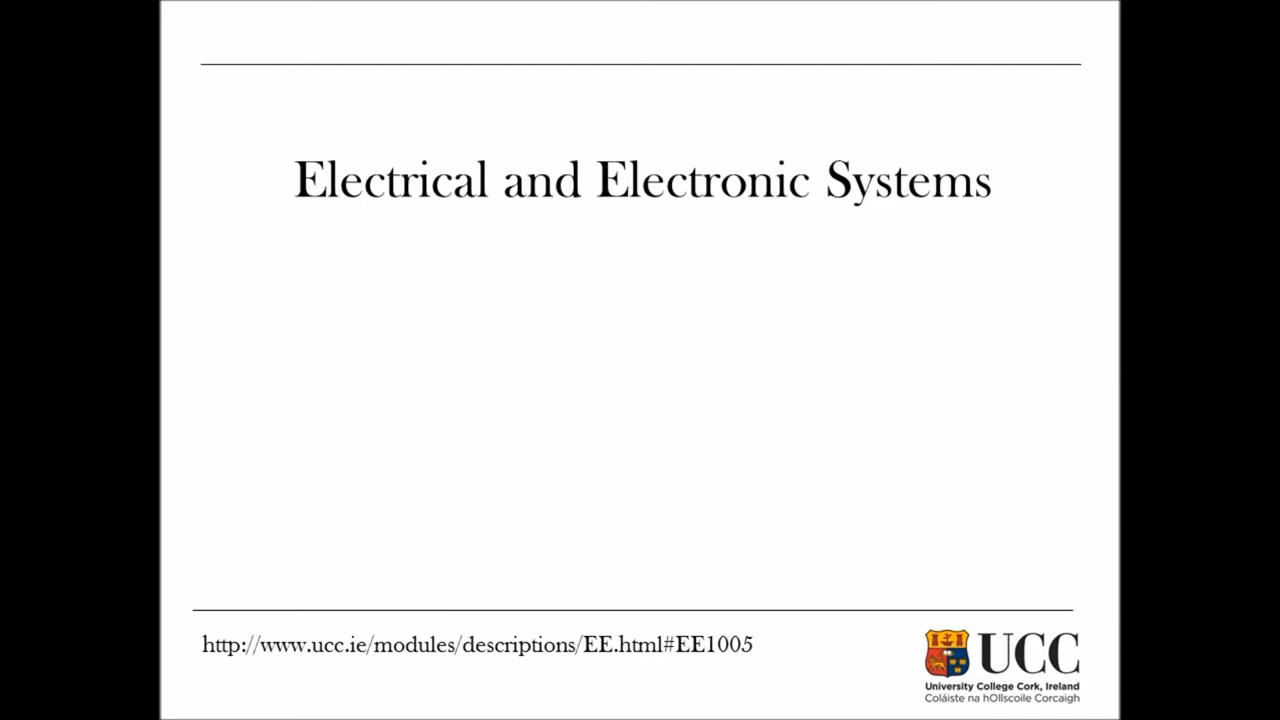 Electrical and Electronic Systems
http://www.ucc.ie/modules/descriptions/EE.html#EE1005
UCC
University College Cork, Ireland
Coláiste na hOllscoile Corcaigh